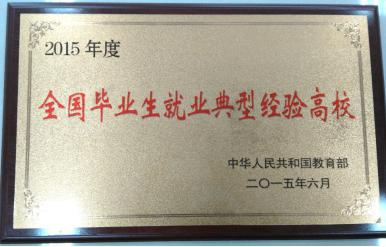 2015 年度
全国毕业生就业典型经验高校
中华人民共和国教育部
二〇一五年六月